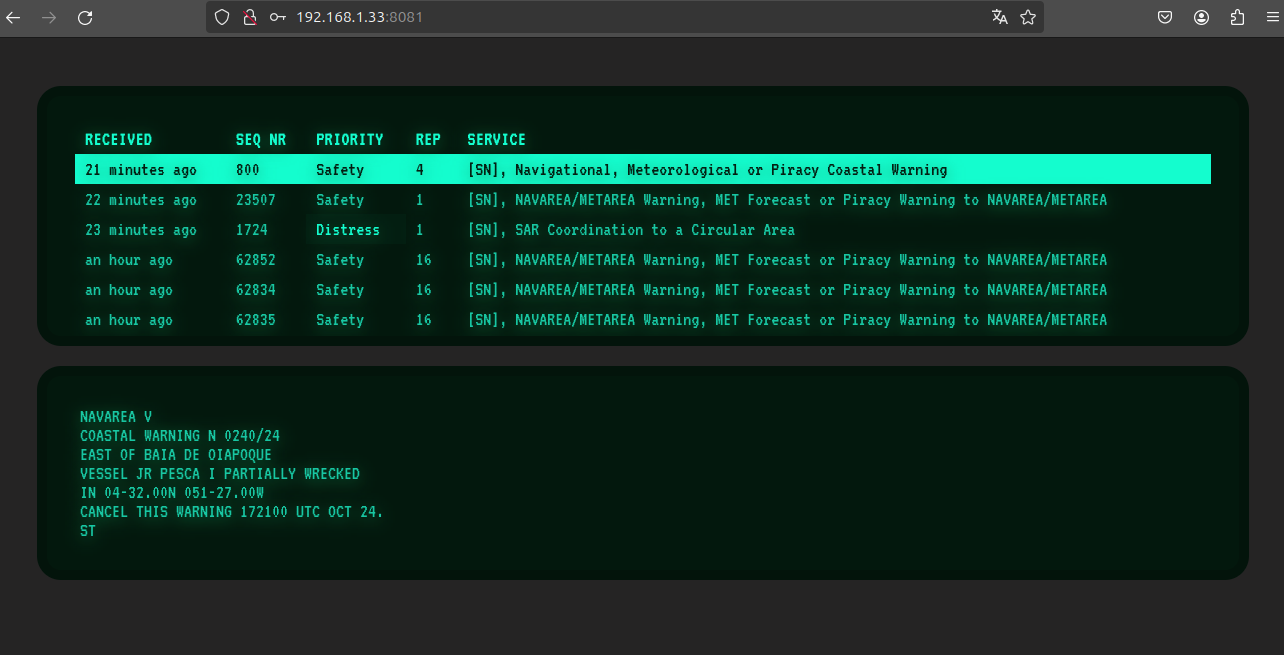 192.168.1.33:8081
RECEIVED SEQ NR PRIORITY REP SERVICE
21 minutes ago 800 Safety 4 [SN], Navigational, Meteorological or Piracy Coastal Warning
22 minutes ago 23507 Safety 1 [SN], NAVAREA/METAREA Warning, MET Forecast or Piracy Warning to NAVAREA/METAREA
23 minutes ago 1724 Distress 1 [SN], SAR Coordination to a Circular Area
an hour ago 62852 Safety 16 [SN], NAVAREA/METAREA Warning, MET Forecast or Piracy Warning to NAVAREA/METAREA
an hour ago 62834 Safety 16 [SN], NAVAREA/METAREA Warning, MET Forecast or Piracy Warning to NAVAREA/METAREA
an hour ago 62835 Safety 16 [SN], NAVAREA/METAREA Warning, MET Forecast or Piracy Warning to NAVAREA/METAREA
NAVAREA V
COASTAL WARNING N 0240/24
EAST OF BAIA DE OIAPOQUE
VESSEL JR PESCA I PARTIALLY WRECKED
IN 04-32.00N 051-27.00W
CANCEL THIS WARNING 172100 UTC OCT 24.
ST